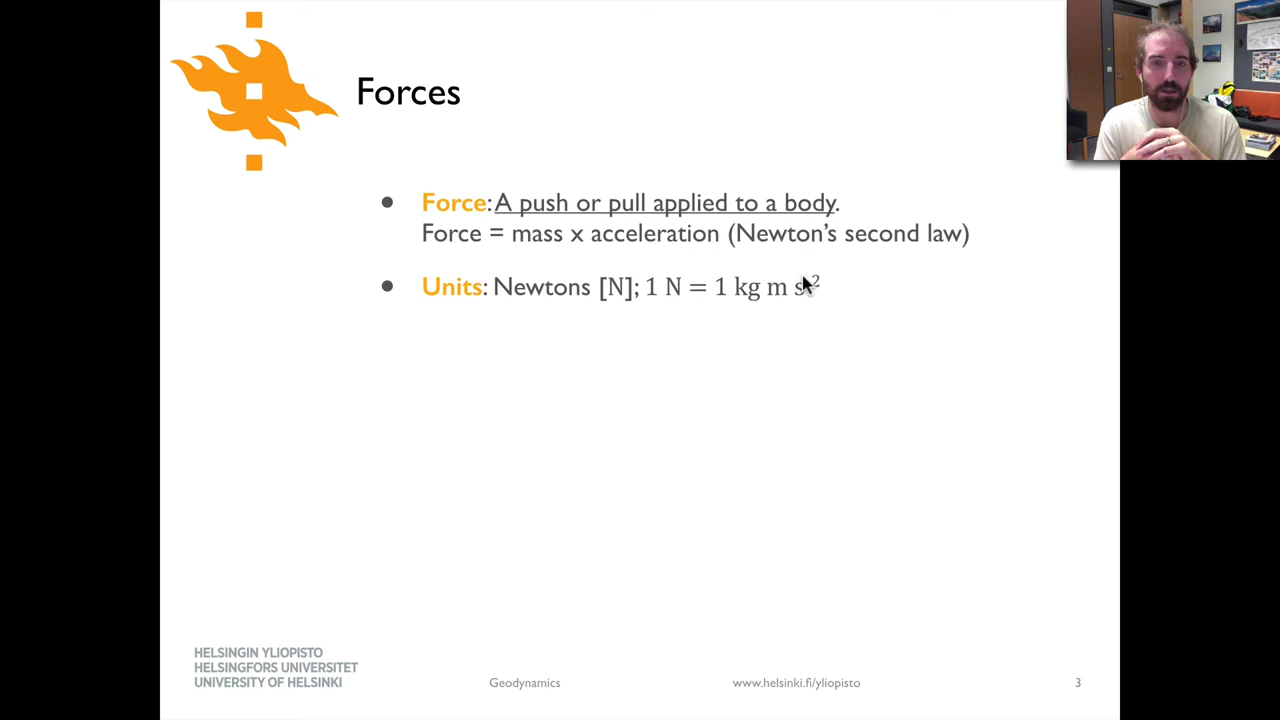 Forces
Force: A push or pull applied to a body.
Force = mass x acceleration (Newton’s second law)
Units: Newtons [N]; 1 N = 1 kg m s⁻²
HELSINGIN YLIOPISTO
HELSINGFORS UNIVERSITET
UNIVERSITY OF HELSINKI
Geodynamics
www.helsinki.fi/yliopisto
3